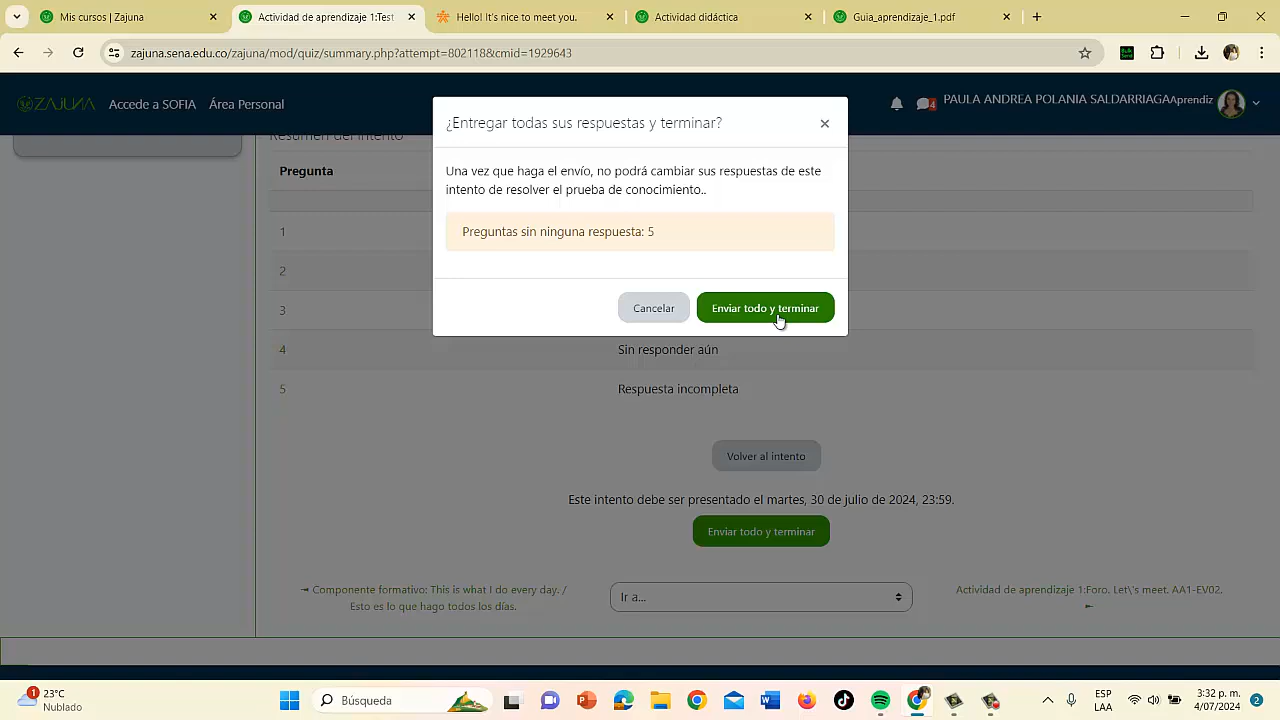 Mis cursos | Zajuna
Actividad de aprendizaje 1:Test
Hello! It's nice to meet you.
Actividad didáctica
Guia_aprendizaje_1.pdf
zajuna.sena.edu.co/zajuna/mod/quiz/summary.php?attempt=802118&cmid=1929643
ZAJUNA
Accede a SOFIA
Área Personal
4
PAULA ANDREA POLANIA SALDARRIAGAAprendiz
Resumen del intento
Pregunta
¿Entregar todas sus respuestas y terminar?
Una vez que haga el envío, no podrá cambiar sus respuestas de este
intento de resolver el prueba de conocimiento..
Preguntas sin ninguna respuesta: 5
Cancelar
Enviar todo y terminar
1
2
3
4 Sin responder aún
5 Respuesta incompleta
Volver al intento
Este intento debe ser presentado el martes, 30 de julio de 2024, 23:59.
Enviar todo y terminar
Componente formativo: This is what I do every day. /
Esto es lo que hago todos los días.
Ir a...
Actividad de aprendizaje 1:Foro. Let\'s meet. AA1-EV02.
1
23°C
Nublado
Búsqueda
ESP
LAA
3:32 p. m.
4/07/2024
2